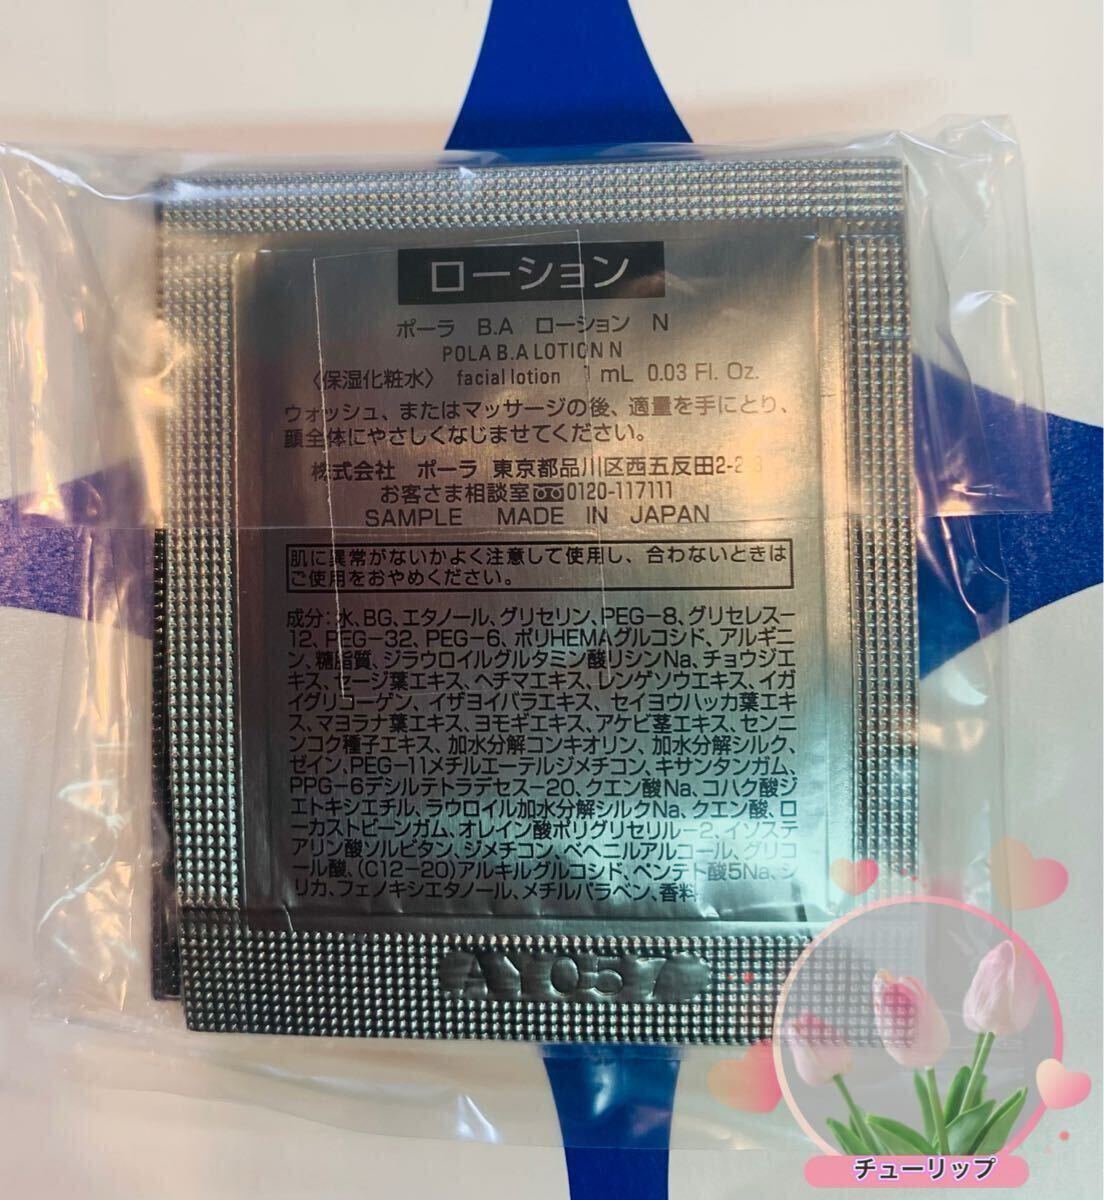 ローション
ポーラ B.A ローション N
POLA B.A LOTION N
〈保湿化粧水〉 facial lotion 1 mL 0.03 Fl. Oz.
ウォッシュ、またはマッサージの後、適量を手にとり、
顔全体にやさしくなじませてください。
株式会社 ポーラ 東京都品川区西五反田2-2-3
お客さま相談室 0120-117111
SAMPLE MADE IN JAPAN
肌に異常がないかよく注意して使用し、合わないときは
ご使用をおやめください。
成分：水、BG、エタノール、グリセリン、PEG-8、グリセレス-
12、PEG-32、PEG-6、ポリHEMAグルコシド、アルギニ
ン、糖脂質、ジラウロイルグルタミン酸リシンNa、チョウジエ
キス、セージ葉エキス、ヘチマエキス、レンゲソウエキス、イガ
イグリコーゲン、イザヨイバラエキス、セイヨウハッカ葉エキ
ス、マヨラナ葉エキス、ヨモギエキス、アケビ茎エキス、センニ
ンコク種子エキス、加水分解コンキオリン、加水分解シルク、
ゼイン、PEG-11メチルエーテルジメチコン、キサンタンガム、
PPG-6デシルテトラデセス-20、クエン酸Na、コハク酸ジ
エトキシエチル、ラウロイル加水分解シルクNa、クエン酸、ロ
ーカストビーンガム、オレイン酸ポリグリセリル-2、イソステ
アリン酸ソルビタン、ジメチコン、ベヘニルアルコール、グリコ
ール酸、(C12-20)アルキルグルコシド、ペンテト酸5Na、シ
リカ、フェノキシエタノール、メチルパラベン、香料
AY057
チューリップ